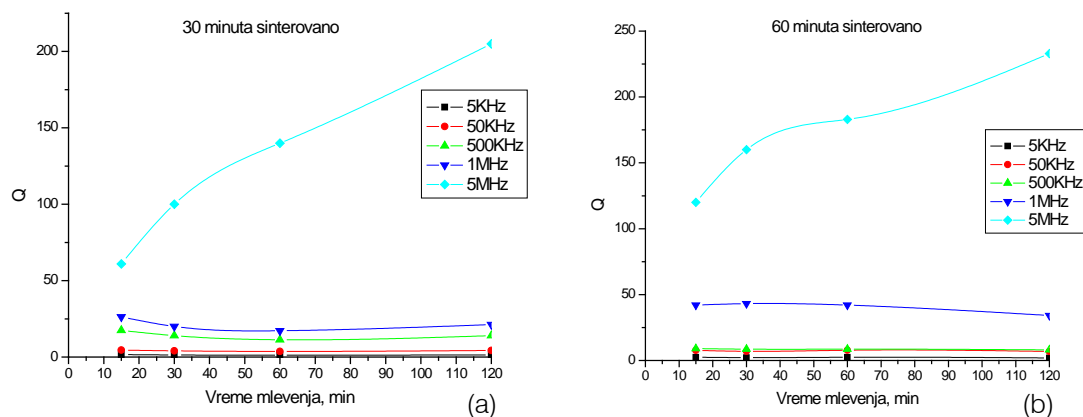 30 minuta sinterovano
200
150
100
50
0
Q
5KHz
50KHz
500KHz
1MHz
5MHz
0 10 20 30 40 50 60 70 80 90 100 110 120
Vreme mlevenja, min
(a)
60 minuta sinterovano
250
200
150
100
50
0
Q
5KHz
50KHz
500KHz
1MHz
5MHz
0 10 20 30 40 50 60 70 80 90 100 110 120
Vreme mlevenja, min
(b)